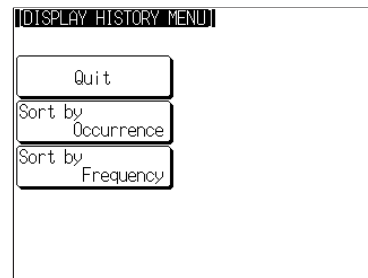 [DISPLAY HISTORY MENU]
Quit
Sort by
Occurrence
Sort by
Frequency